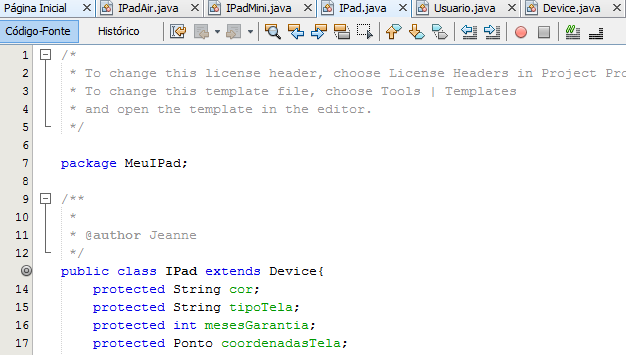 Página Inicial IPadAir.java IPadMini.java IPad.java Usuario.java Device.java
Código-Fonte Histórico
1 /*
2 * To change this license header, choose License Headers in Project Pro
3 * To change this template file, choose Tools | Templates
4 * and open the template in the editor.
5 */
6
7 package MeuIPad;
8
9 /**
10 *
11 * @author Jeanne
12 */
public class IPad extends Device{
14 protected String cor;
15 protected String tipoTela;
16 protected int mesesGarantia;
17 protected Ponto coordenadasTela;